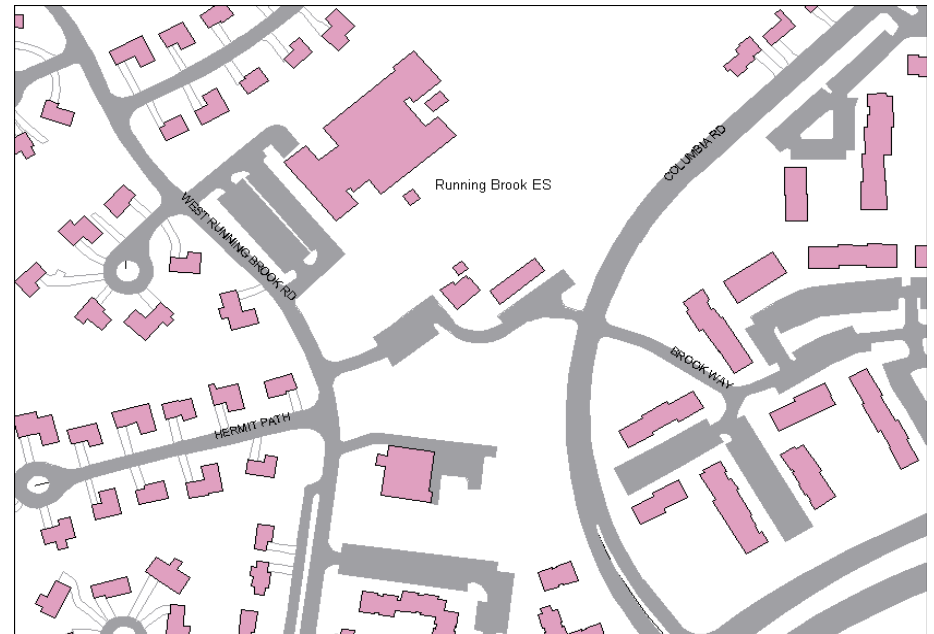 COLUMBIA RD
Running Brook ES
WEST RUNNING BROOK RD
BROOK WAY
HERMIT PATH